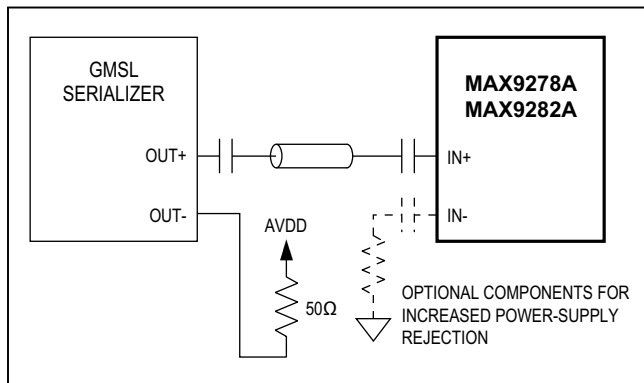 GMSL
SERIALIZER
MAX9278A
MAX9282A
OUT+
IN+
OUT-
IN-
AVDD
50Ω
OPTIONAL COMPONENTS FOR
INCREASED POWER-SUPPLY
REJECTION